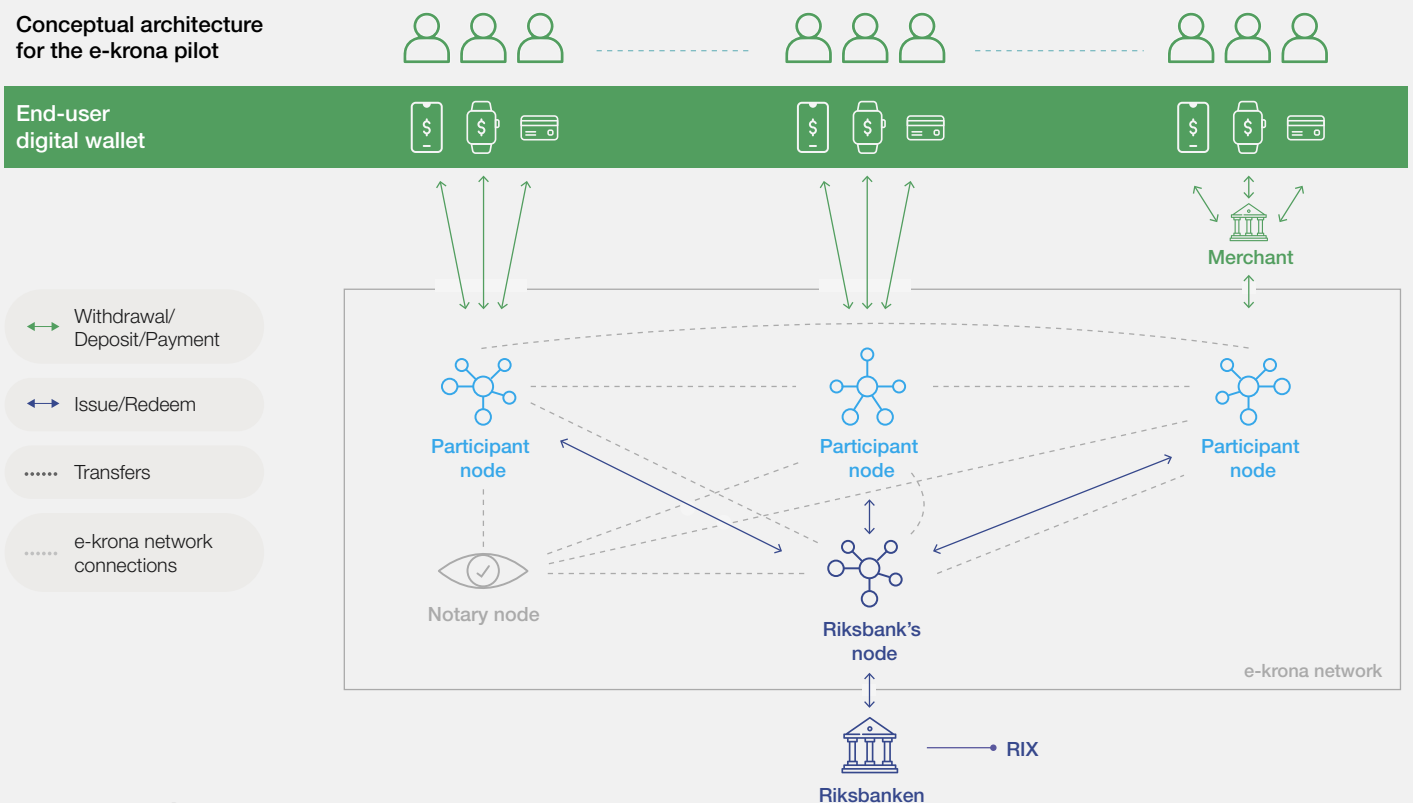 Conceptual architecture
for the e-krona pilot
End-user
digital wallet
$ $
$ $
$ $
Merchant
Withdrawal/
Deposit/Payment
Issue/Redeem
Transfers
e-krona network
connections
Participant
node
Participant
node
Participant
node
Notary node
Riksbank’s
node
e-krona network
RIX
Riksbanken